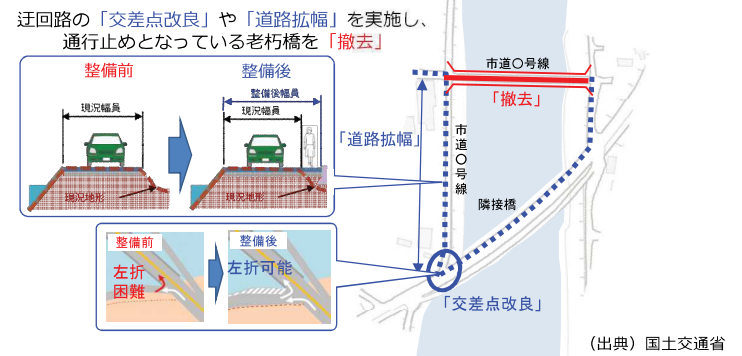 迂回路の「交差点改良」や「道路拡幅」を実施し、
通行止めとなっている老朽橋を「撤去」
整備前
整備後
整備後幅員
現況幅員
現況幅員
現況地形
現況地形
「道路拡幅」
市道〇号線
「撤去」
市道〇号線
隣接橋
整備前
左折
困難
整備後
左折可能
「交差点改良」
（出典）国土交通省